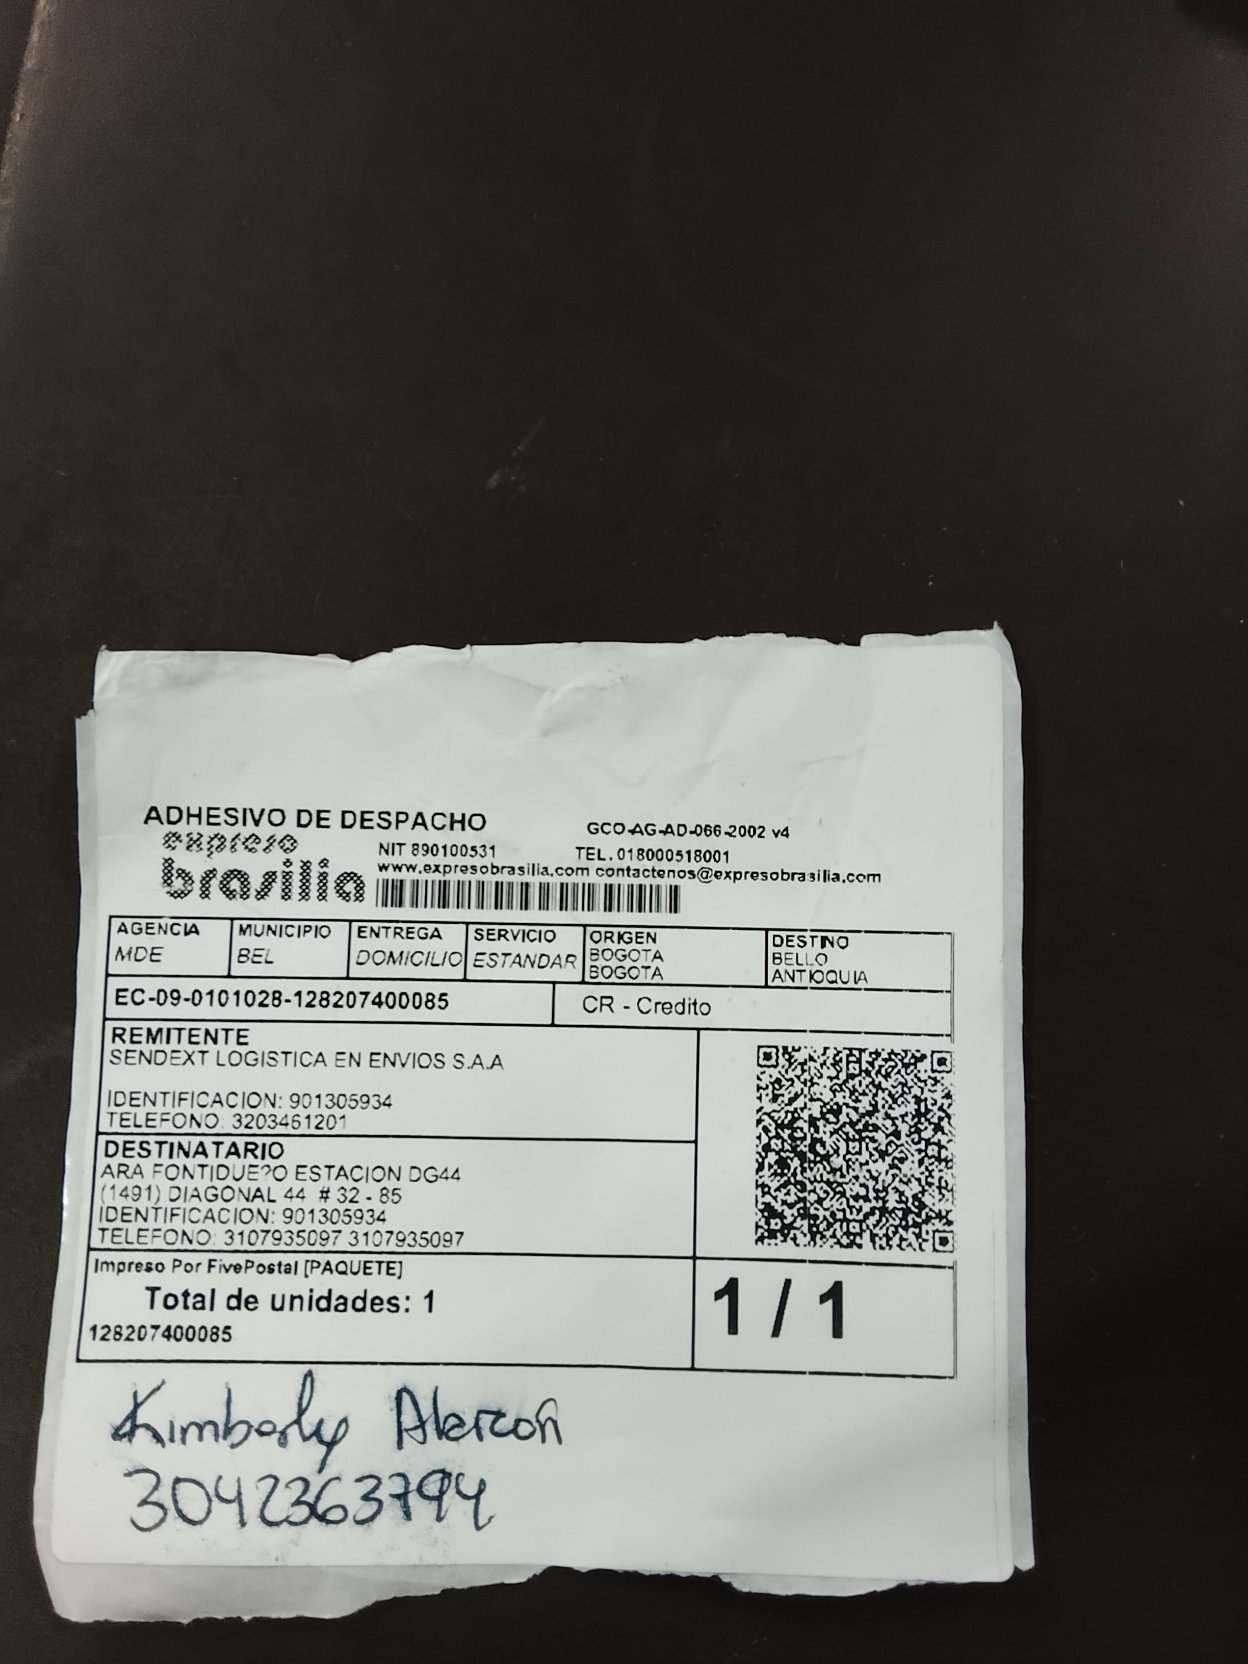 ADHESIVO DE DESPACHO
GCO-AG-AD-066-2002 v4
expreso
brasilia
NIT 890100531 TEL. 018000518001
www.expresobrasilia.com contactenos@expresobrasilia.com
AGENCIA MUNICIPIO ENTREGA SERVICIO ORIGEN DESTINO
MDE BEL DOMICILIO ESTANDAR BOGOTA BELLO
BOGOTA ANTIOQUIA
EC-09-0101028-128207400085 CR - Credito
REMITENTE
SENDEXT LOGISTICA EN ENVIOS S.A.A
IDENTIFICACION: 901305934
TELEFONO: 3203461201
DESTINATARIO
ARA FONTIDUE?O ESTACION DG44
(1491) DIAGONAL 44 # 32 - 85
IDENTIFICACION: 901305934
TELEFONO: 3107935097 3107935097
Impreso Por FivePostal [PAQUETE]
Total de unidades: 1
1 / 1
128207400085
Kimberly Alarcon
3042363794